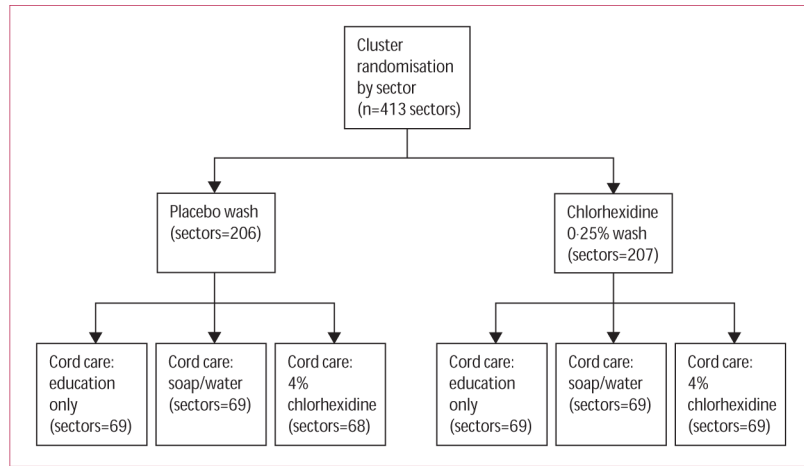 Cluster
randomisation
by sector
(n=413 sectors)
Placebo wash
(sectors=206)
Chlorhexidine
0·25% wash
(sectors=207)
Cord care:
education
only
(sectors=69)
Cord care:
soap/water
(sectors=69)
Cord care:
4%
chlorhexidine
(sectors=68)
Cord care:
education
only
(sectors=69)
Cord care:
soap/water
(sectors=69)
Cord care:
4%
chlorhexidine
(sectors=69)